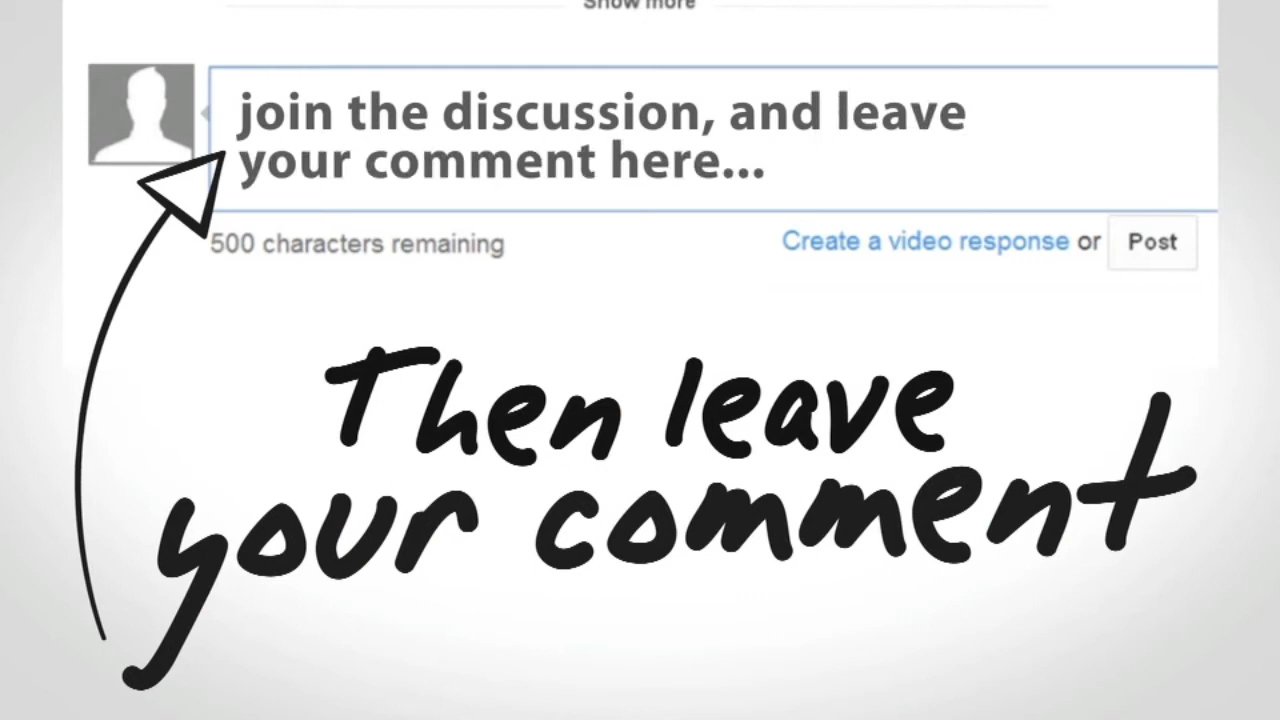 Show more
join the discussion, and leave
your comment here...
500 characters remaining
Create a video response or Post
Then leave
your comment